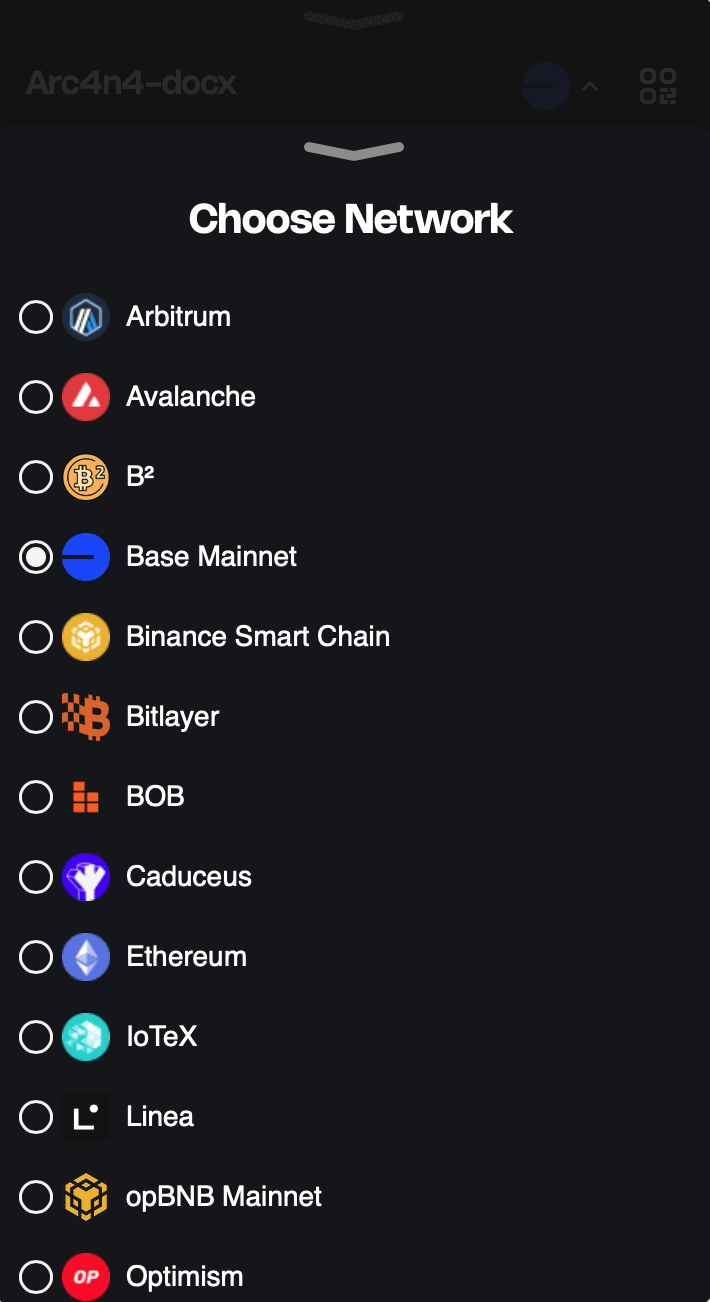 Arc4n4-docx
Choose Network
Arbitrum
Avalanche
B²
Base Mainnet
Binance Smart Chain
Bitlayer
BOB
Caduceus
Ethereum
IoTeX
Linea
opBNB Mainnet
OP Optimism